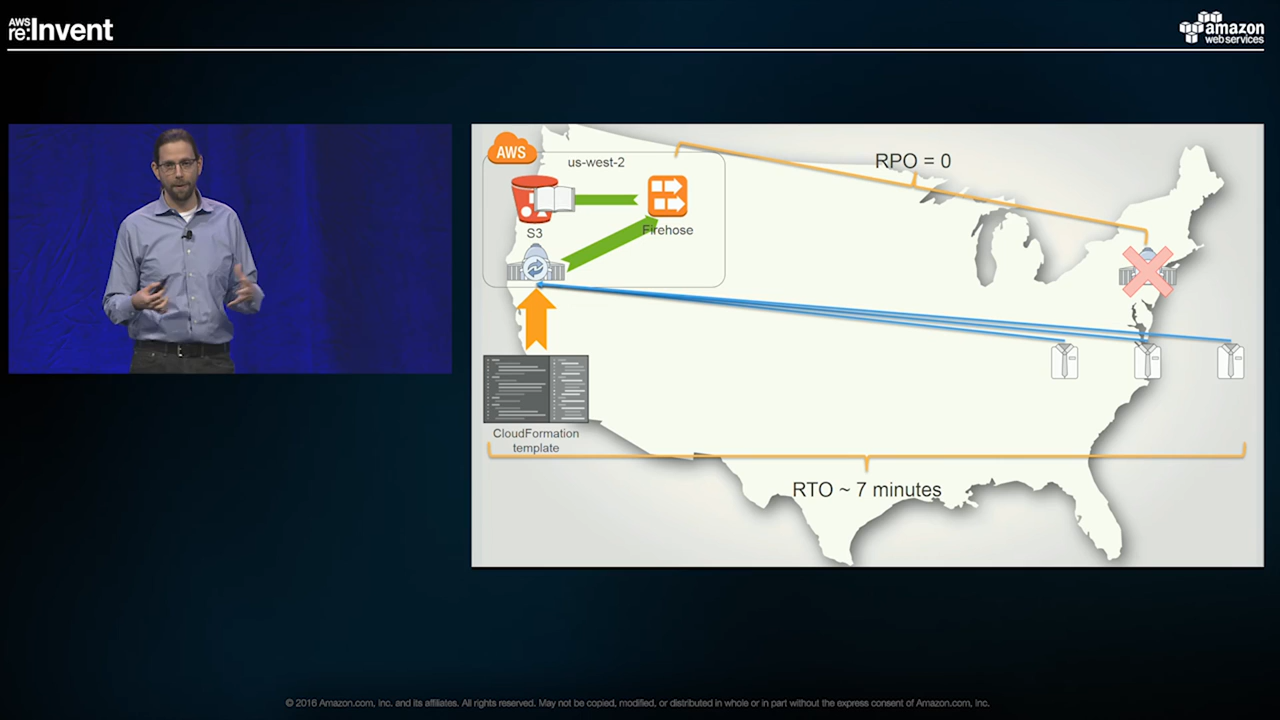 AWS
re:Invent
amazon
web services
AWS
us-west-2
RPO = 0
S3
Firehose
CloudFormation
template
RTO ~ 7 minutes
© 2016 Amazon.com, Inc. and its affiliates. All rights reserved. May not be copied, modified, or distributed in whole or in part without the express consent of Amazon.com, Inc.